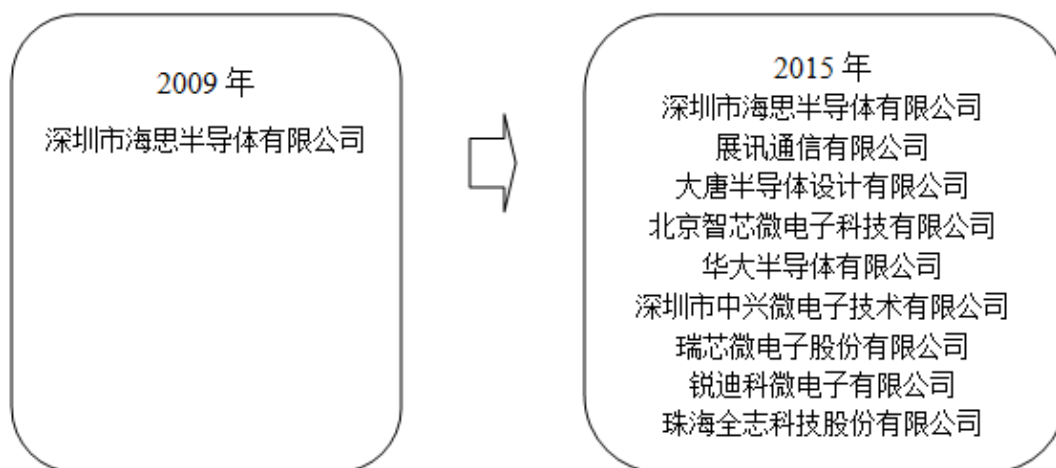 2009 年
深圳市海思半导体有限公司
2015 年
深圳市海思半导体有限公司
展讯通信有限公司
大唐半导体设计有限公司
北京智芯微电子科技有限公司
华大半导体有限公司
深圳市中兴微电子技术有限公司
瑞芯微电子股份有限公司
锐迪科微电子有限公司
珠海全志科技股份有限公司